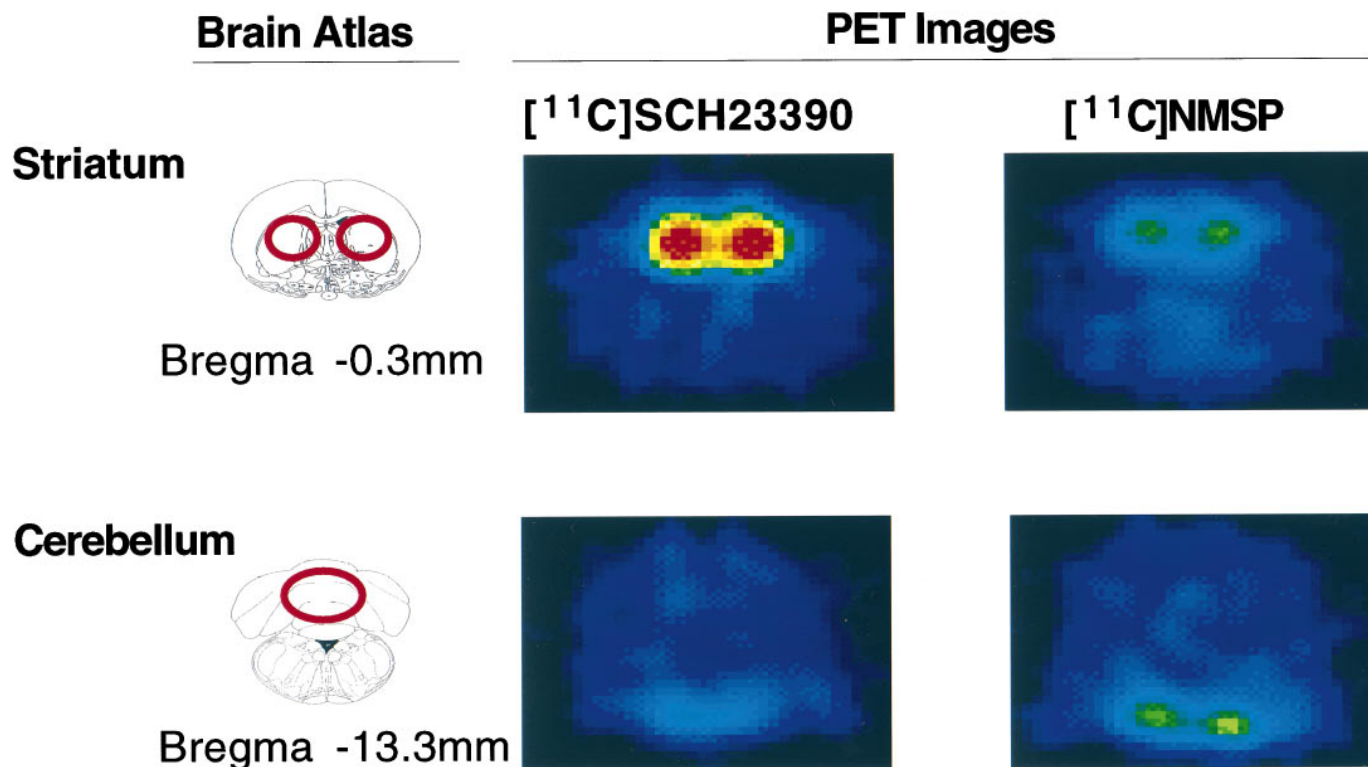 Brain Atlas
PET Images
[¹¹C]SCH23390
[¹¹C]NMSP
Striatum
Bregma -0.3mm
Cerebellum
Bregma -13.3mm